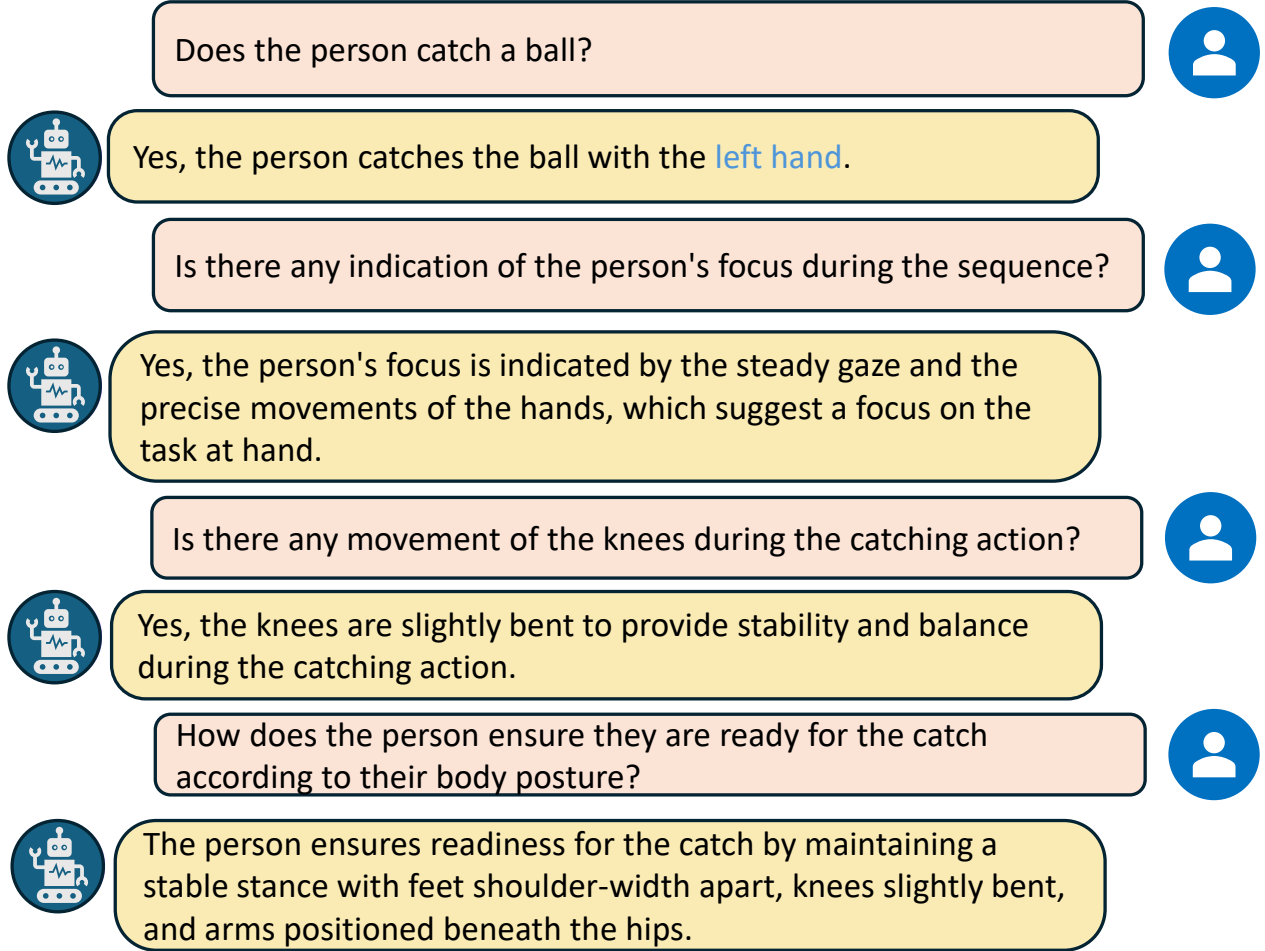 Does the person catch a ball?
Yes, the person catches the ball with the left hand.
Is there any indication of the person's focus during the sequence?
Yes, the person's focus is indicated by the steady gaze and the
precise movements of the hands, which suggest a focus on the
task at hand.
Is there any movement of the knees during the catching action?
Yes, the knees are slightly bent to provide stability and balance
during the catching action.
How does the person ensure they are ready for the catch
according to their body posture?
The person ensures readiness for the catch by maintaining a
stable stance with feet shoulder-width apart, knees slightly bent,
and arms positioned beneath the hips.